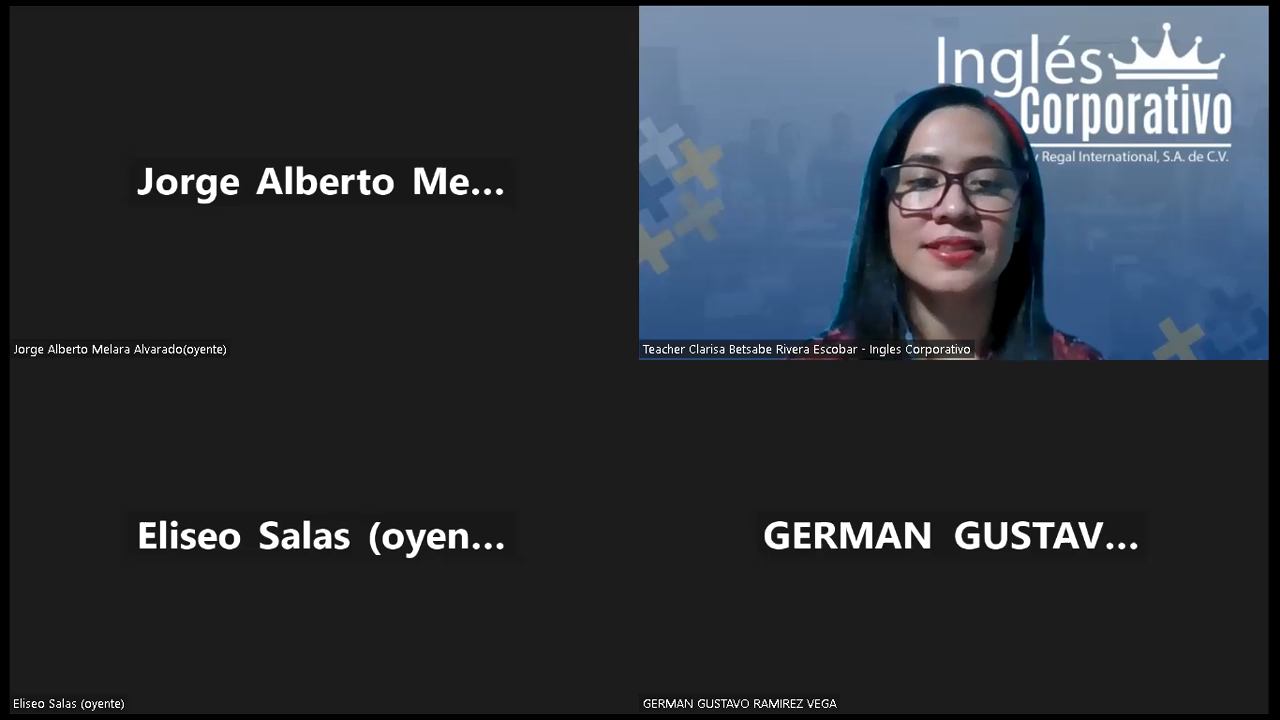 Jorge Alberto Me...
Jorge Alberto Melara Alvarado(oyente)
Inglés
Corporativo
y Regal International, S.A. de C.V.
Teacher Clarisa Betsabe Rivera Escobar - Ingles Corporativo
Eliseo Salas (oyen...
Eliseo Salas (oyente)
GERMAN GUSTAV...
GERMAN GUSTAVO RAMIREZ VEGA